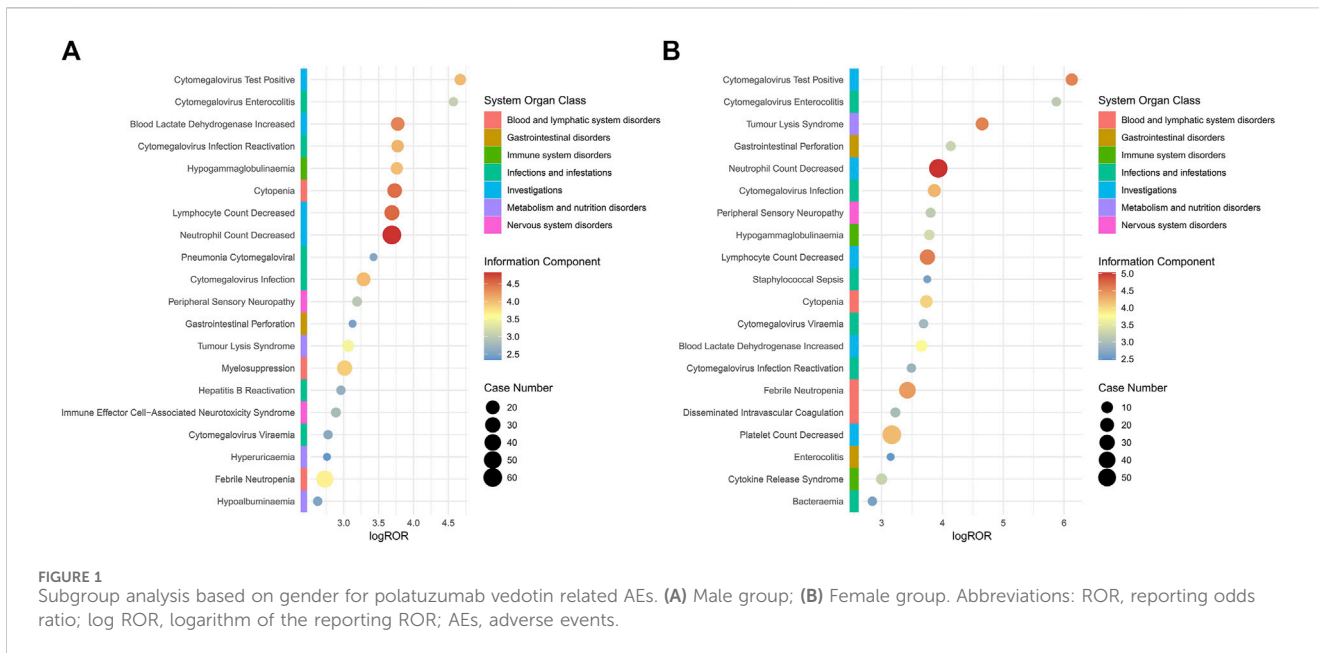 A
Cytomegalovirus Test Positive
Cytomegalovirus Enterocolitis
Blood Lactate Dehydrogenase Increased
Cytomegalovirus Infection Reactivation
Hypogammaglobulinaemia
Cytopenia
Lymphocyte Count Decreased
Neutrophil Count Decreased
Pneumonia Cytomegaloviral
Cytomegalovirus Infection
Peripheral Sensory Neuropathy
Gastrointestinal Perforation
Tumour Lysis Syndrome
Myelosuppression
Hepatitis B Reactivation
Immune Effector Cell−Associated Neurotoxicity Syndrome
Cytomegalovirus Viraemia
Hyperuricaemia
Febrile Neutropenia
Hypoalbuminaemia
3.0 3.5 4.0 4.5
logROR
System Organ Class
Blood and lymphatic system disorders
Gastrointestinal disorders
Immune system disorders
Infections and infestations
Investigations
Metabolism and nutrition disorders
Nervous system disorders
Information Component
4.5
4.0
3.5
3.0
2.5
Case Number
20
30
40
50
60
B
Cytomegalovirus Test Positive
Cytomegalovirus Enterocolitis
Tumour Lysis Syndrome
Gastrointestinal Perforation
Neutrophil Count Decreased
Cytomegalovirus Infection
Peripheral Sensory Neuropathy
Hypogammaglobulinaemia
Lymphocyte Count Decreased
Staphylococcal Sepsis
Cytopenia
Cytomegalovirus Viraemia
Blood Lactate Dehydrogenase Increased
Cytomegalovirus Infection Reactivation
Febrile Neutropenia
Disseminated Intravascular Coagulation
Platelet Count Decreased
Enterocolitis
Cytokine Release Syndrome
Bacteraemia
3 4 5 6
logROR
System Organ Class
Blood and lymphatic system disorders
Gastrointestinal disorders
Immune system disorders
Infections and infestations
Investigations
Metabolism and nutrition disorders
Nervous system disorders
Information Component
5.0
4.5
4.0
3.5
3.0
2.5
Case Number
10
20
30
40
50
FIGURE 1
Subgroup analysis based on gender for polatuzumab vedotin related AEs. (A) Male group; (B) Female group. Abbreviations: ROR, reporting odds
ratio; log ROR, logarithm of the reporting ROR; AEs, adverse events.